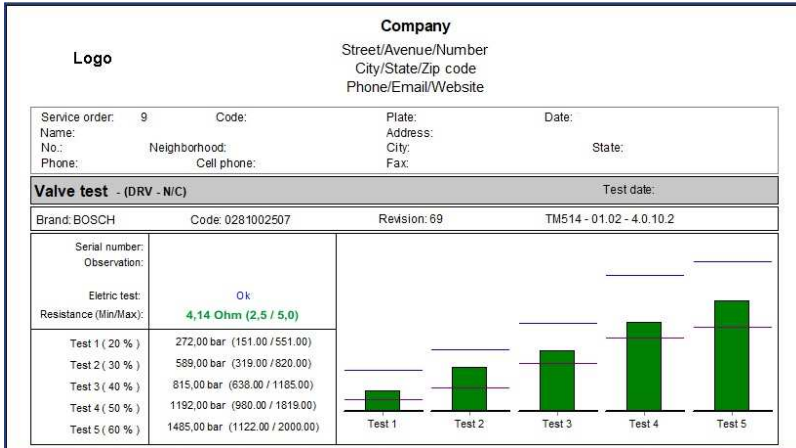 Company
Logo
Street/Avenue/Number
City/State/Zip code
Phone/Email/Website
Service order: 9 Code: Plate: Date:
Name: Address:
No.: Neighborhood: City: State:
Phone: Cell phone: Fax:
Valve test - (DRV - N/C) Test date:
Brand: BOSCH Code: 0281002507 Revision: 69 TM514 - 01.02 - 4.0.10.2
Serial number:
Observation:
Eletric test: Ok
Resistance (Min/Max): 4,14 Ohm (2,5 / 5,0)
Test 1 ( 20 % ) 272,00 bar (151.00 / 551.00)
Test 2 ( 30 % ) 589,00 bar (319.00 / 820.00)
Test 3 ( 40 % ) 815,00 bar (638.00 / 1185.00)
Test 4 ( 50 % ) 1192,00 bar (980.00 / 1819.00)
Test 5 ( 60 % ) 1485,00 bar (1122.00 / 2000.00)
Test 1 Test 2 Test 3 Test 4 Test 5